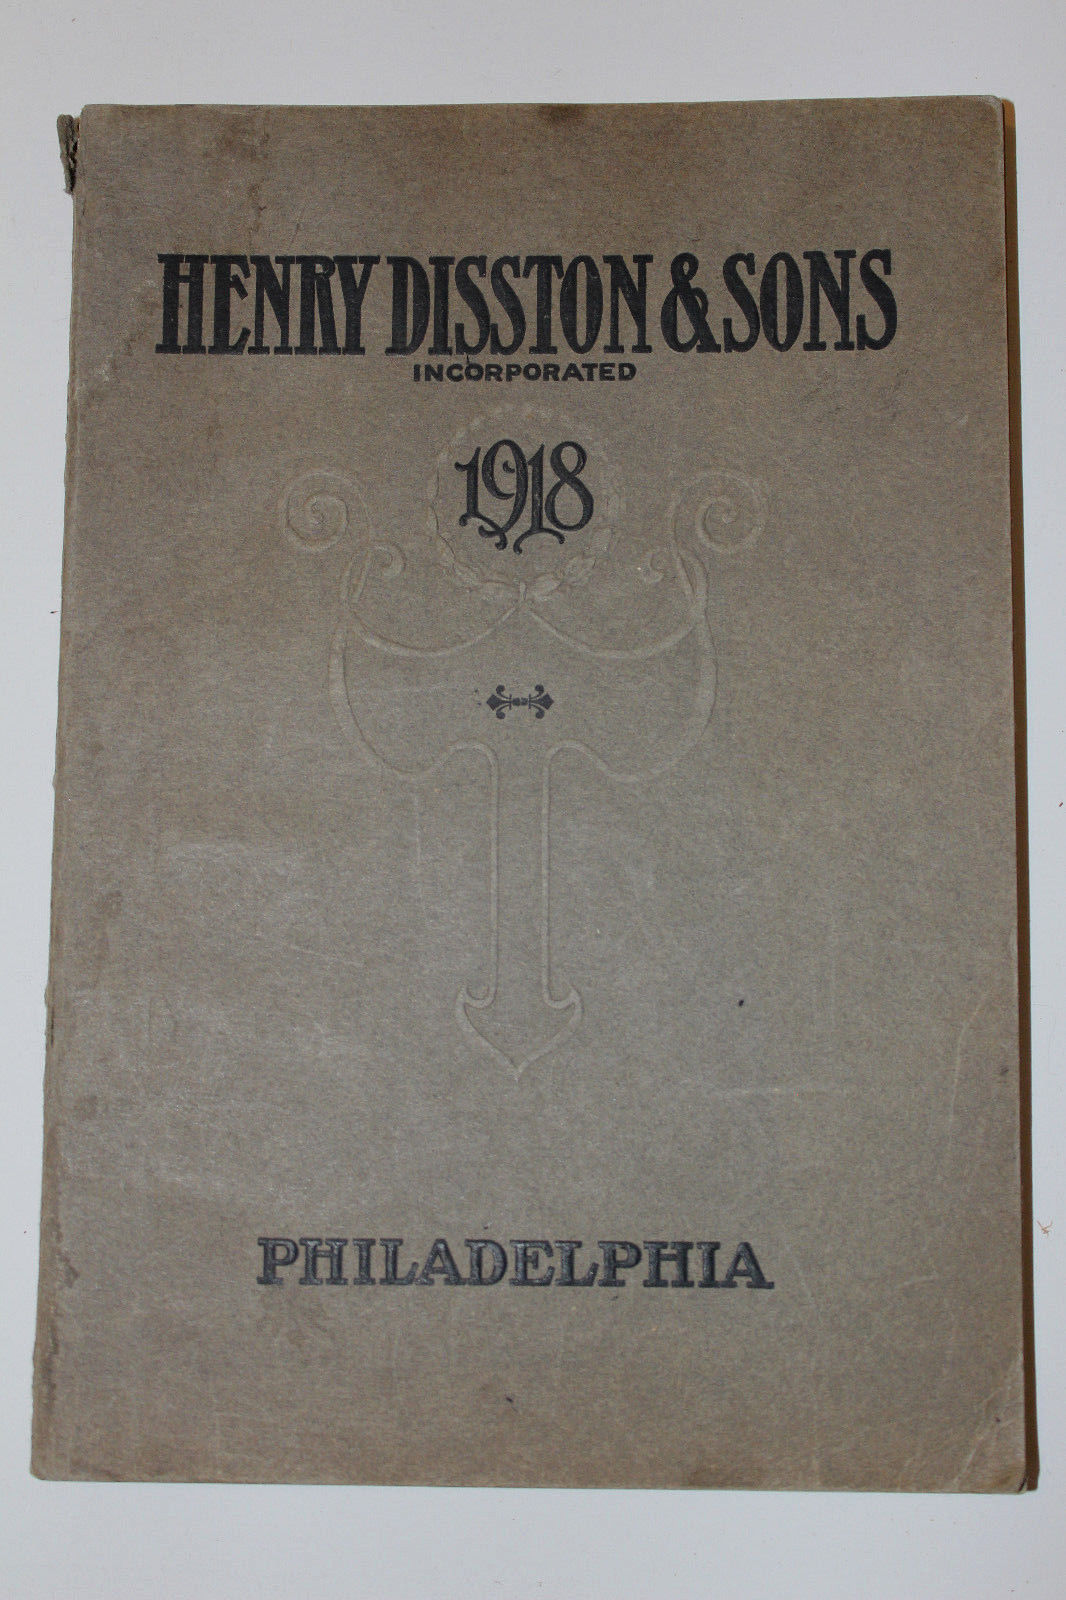 HENRY DISSTON & SONS
INCORPORATED
1918
PHILADELPHIA